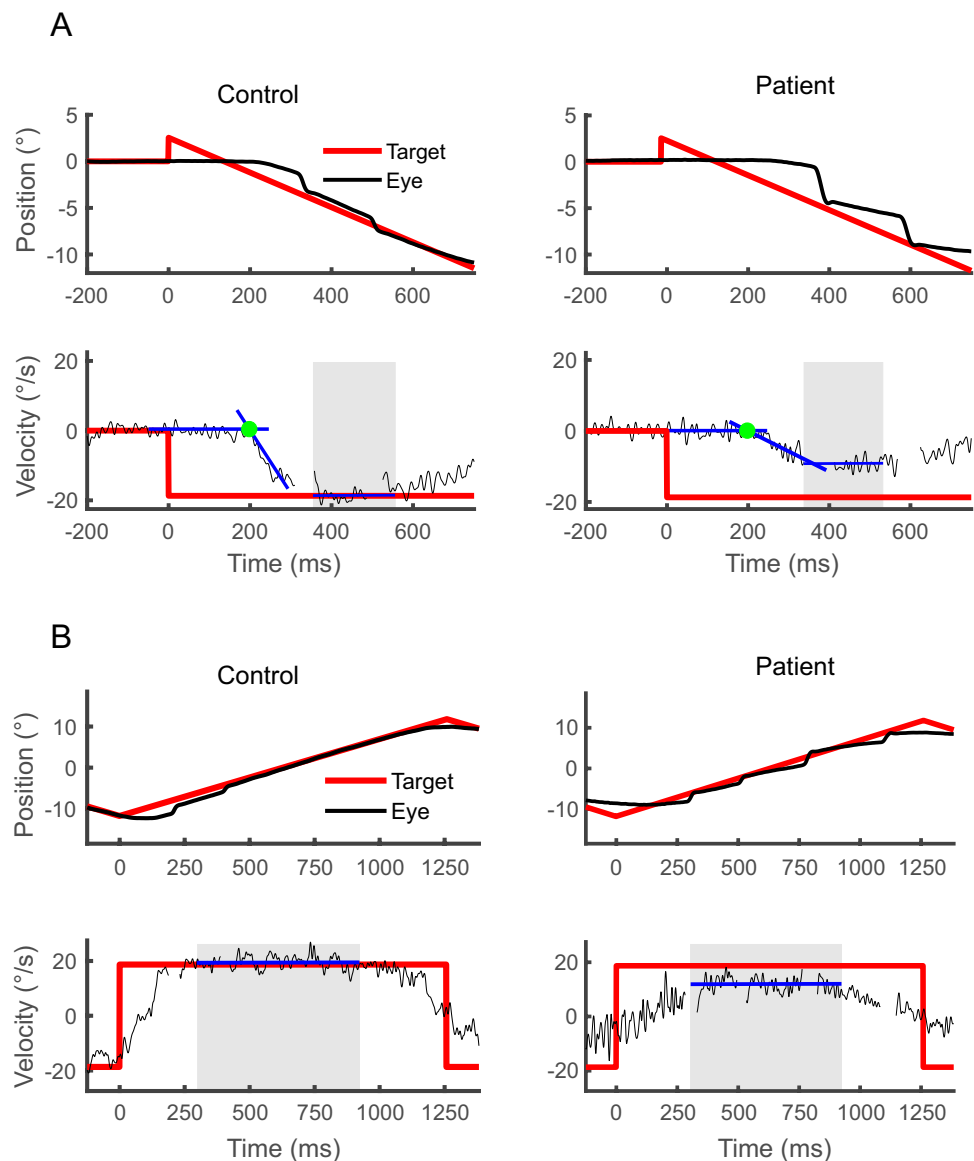 A
Control
Patient
Position (°)
5
0
-5
-10
Target
Eye
-200 0 200 400 600
5
0
-5
-10
-200 0 200 400 600
Velocity (°/s)
20
0
-20
-200 0 200 400 600
Time (ms)
20
0
-20
-200 0 200 400 600
Time (ms)
B
Control
Patient
Position (°)
10
0
-10
Target
Eye
0 250 500 750 1000 1250
10
0
-10
0 250 500 750 1000 1250
Velocity (°/s)
20
0
-20
0 250 500 750 1000 1250
Time (ms)
20
0
-20
0 250 500 750 1000 1250
Time (ms)